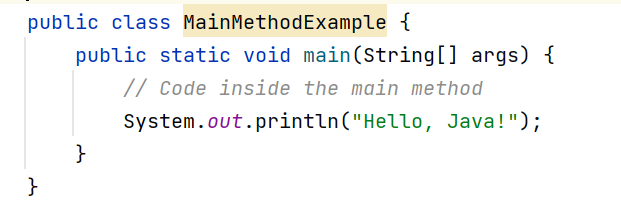 public class MainMethodExample {
    public static void main(String[] args) {
        // Code inside the main method
        System.out.println("Hello, Java!");
    }
}